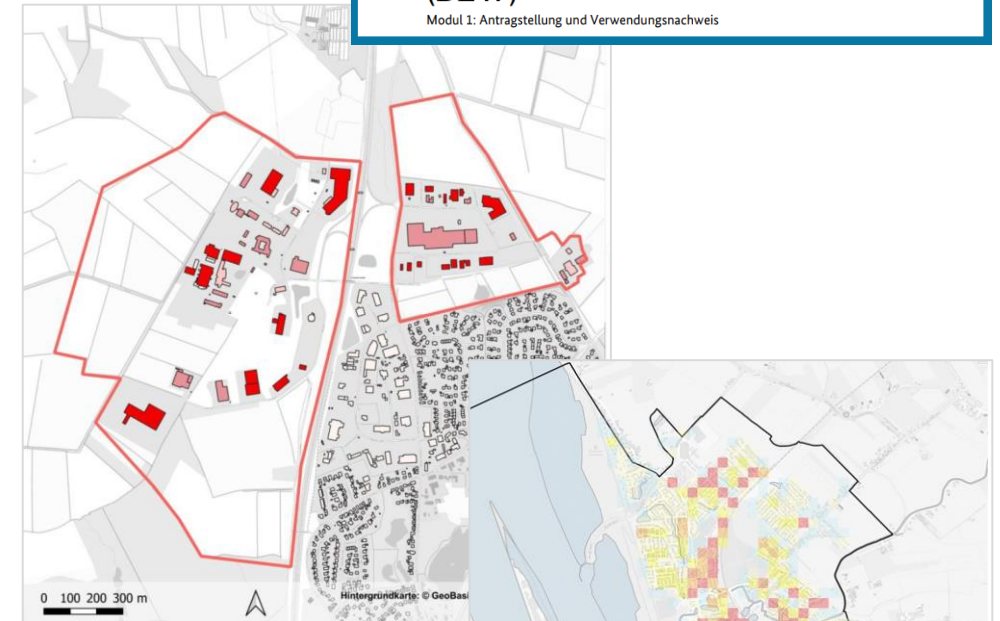 Modul 1: Antragstellung und Verwendungsnachweis
0 100 200 300 m
Hintergrundkarte: © GeoBasi